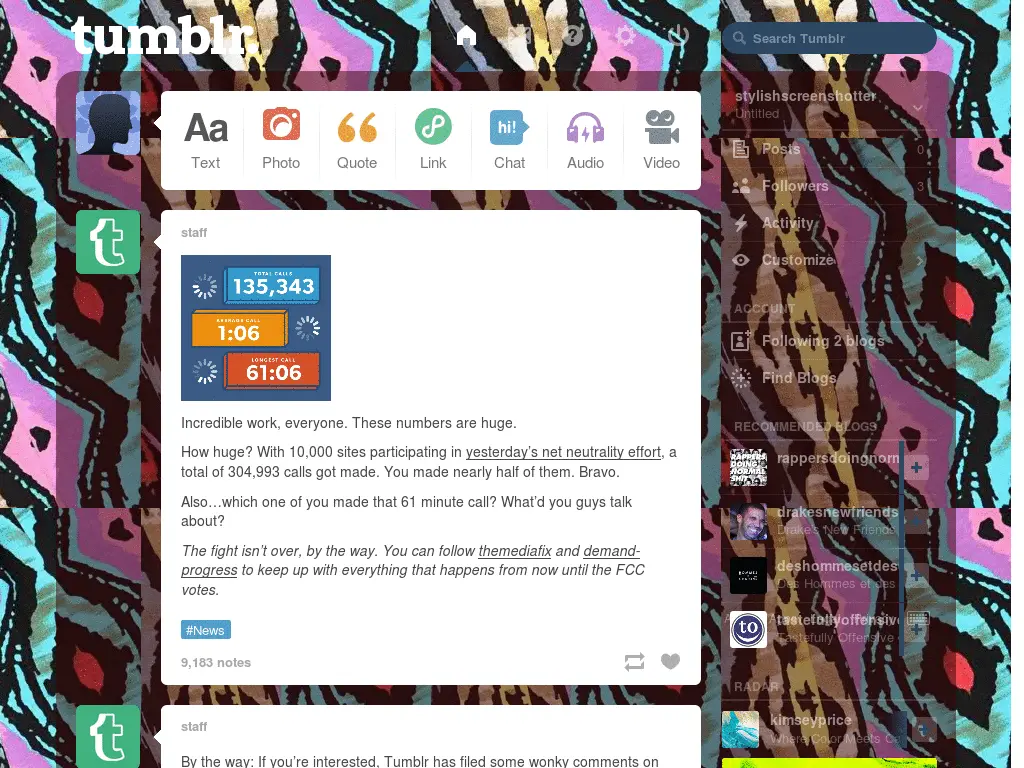 tumblr.
Search Tumblr
Aa
hi!
Text
Photo
Quote
Link
Chat
Audio
Video
staff
TOTAL CALLS
135,343
AVERAGE CALL
1:06
LONGEST CALL
61:06
Incredible work, everyone. These numbers are huge.
How huge? With 10,000 sites participating in yesterday's net neutrality effort, a
total of 304,993 calls got made. You made nearly half of them. Bravo.
Also…which one of you made that 61 minute call? What'd you guys talk
about?
The fight isn't over, by the way. You can follow themediafix and demand-
progress to keep up with everything that happens from now until the FCC
votes.
#News
9,183 notes
staff
By the way: If you're interested, Tumblr has filed some wonky comments on
stylishscreenshotter
Untitled
Posts 0
Followers 3
Activity
Customize
ACCOUNT
Following 2 blogs
Find Blogs
RECOMMENDED BLOGS
RAPPERS
DOING
NORMAL
SHIT
rappersdoingnorm
drakesnewfriends
Drake's New Friends
deshommesetdes
Des Hommes et des
to
tastefullyoffensive
Tastefully Offensive
RADAR
kimseyprice
Where Color Meets Ca